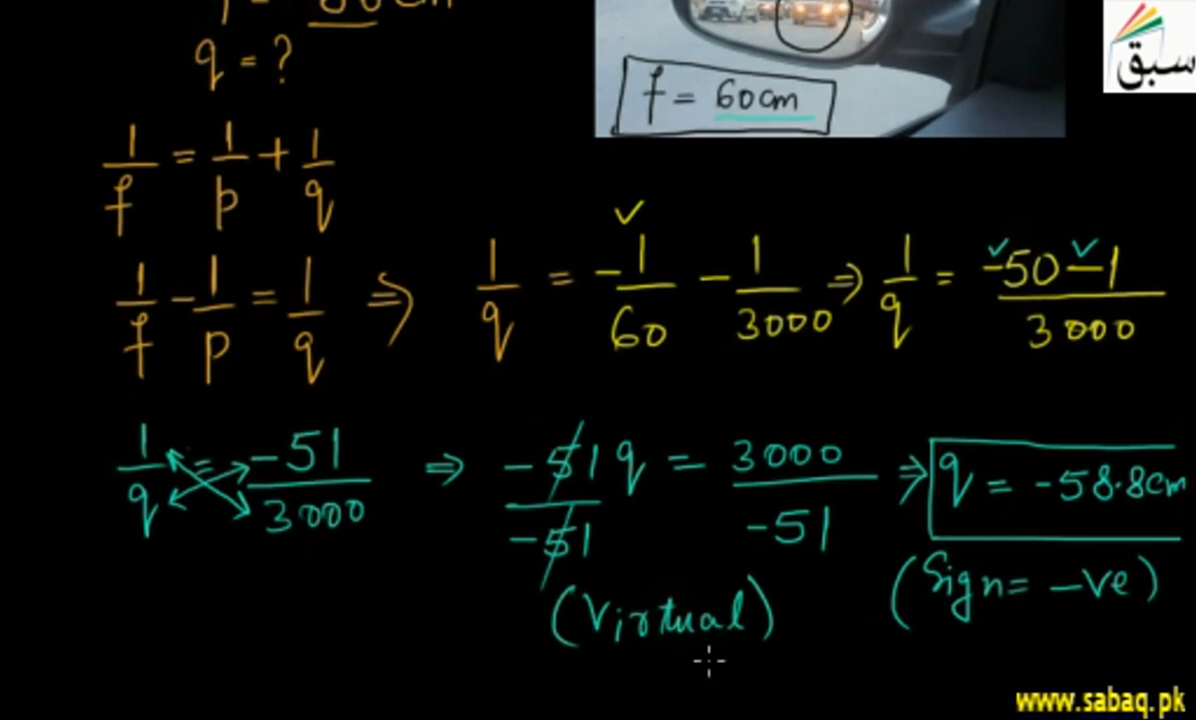 q = ?
f = 60cm
سبق
1/f = 1/p + 1/q
1/f - 1/p = 1/q ⇒ 1/q = -1/60 - 1/3000 ⇒ 1/q = -50-1/3000
1/q = -51/3000 ⇒ -51q/-51 = 3000/-51 ⇒ q = -58.8cm
(Virtual) (Sign = -ve)
www.sabaq.pk